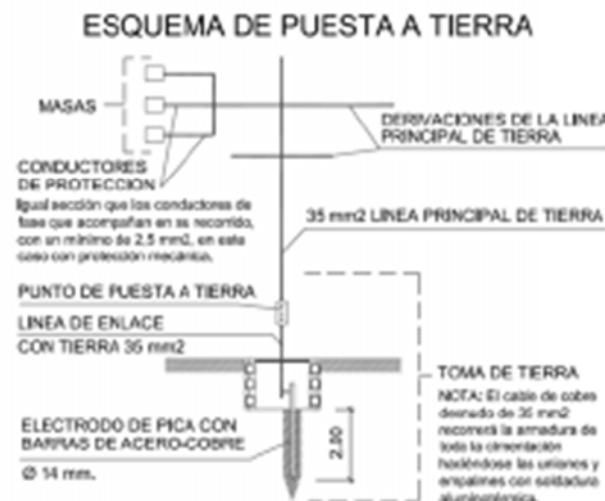 ESQUEMA DE PUESTA A TIERRA
MASAS
DERIVACIONES DE LA LINEA
PRINCIPAL DE TIERRA
CONDUCTORES
DE PROTECCION
Igual sección que los conductores de
fase que acompañan en su recorrido,
con un mínimo de 2,5 mm2, en este
caso con protección mecánica.
35 mm2 LINEA PRINCIPAL DE TIERRA
PUNTO DE PUESTA A TIERRA
LINEA DE ENLACE
CON TIERRA 35 mm2
TOMA DE TIERRA
NOTA: El cable de cobre
desnudo de 35 mm2
recorrerá la armadura de
toda la cimentación
haciéndose las uniones y
empalmes con soldadura
aluminotérmica
ELECTRODO DE PICA CON
BARRAS DE ACERO-COBRE
Ø 14 mm.